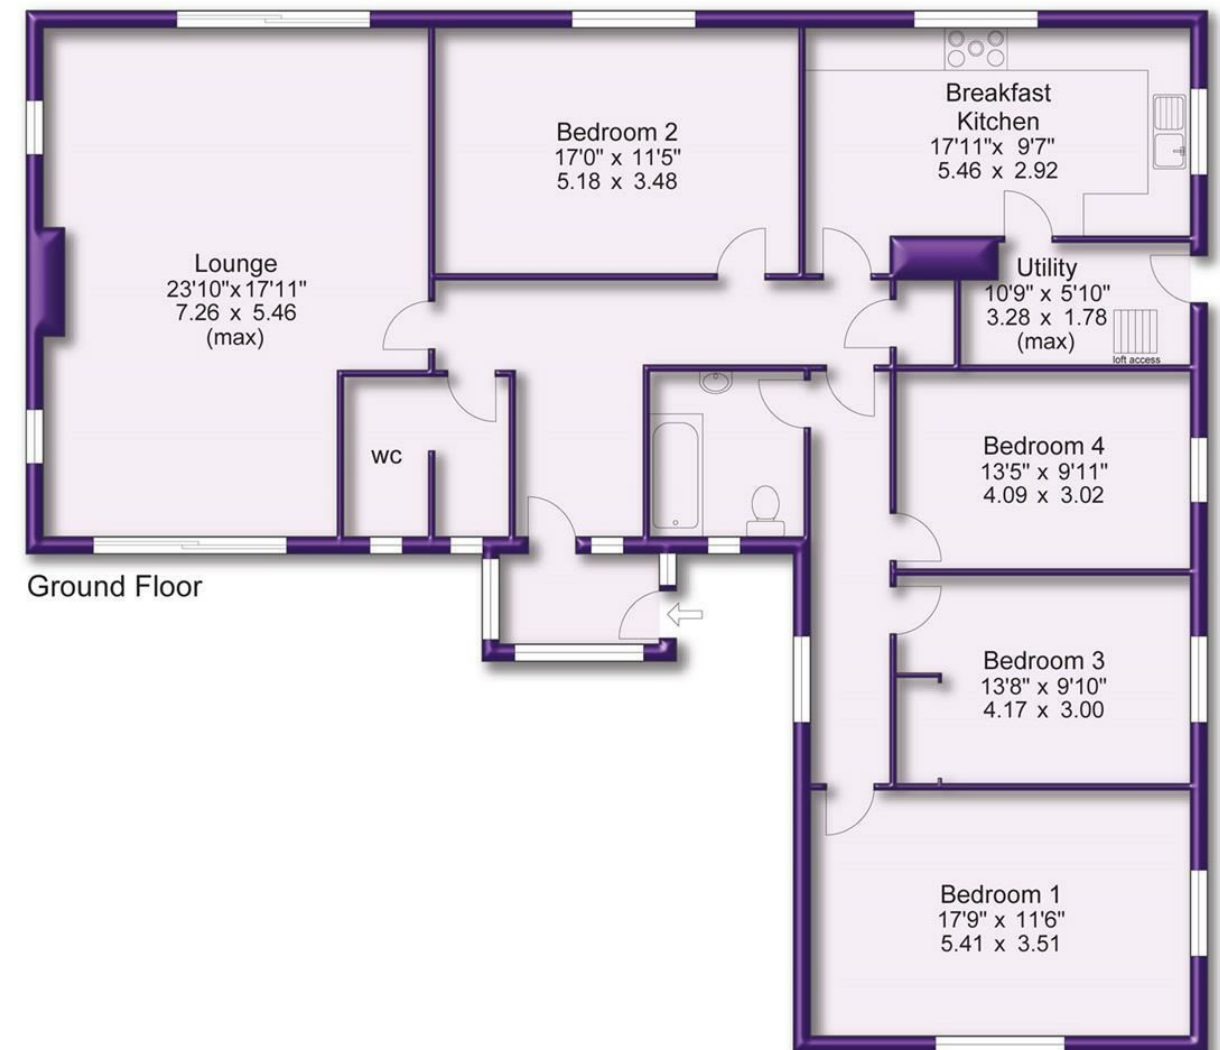 Breakfast
Kitchen
17'11"x 9'7"
5.46 x 2.92
Bedroom 2
17'0" x 11'5"
5.18 x 3.48
Lounge
23'10"x17'11"
7.26 x 5.46
(max)
Utility
10'9" x 5'10"
3.28 x 1.78
(max)
loft access
wc
Bedroom 4
13'5" x 9'11"
4.09 x 3.02
Ground Floor
Bedroom 3
13'8" x 9'10"
4.17 x 3.00
Bedroom 1
17'9" x 11'6"
5.41 x 3.51